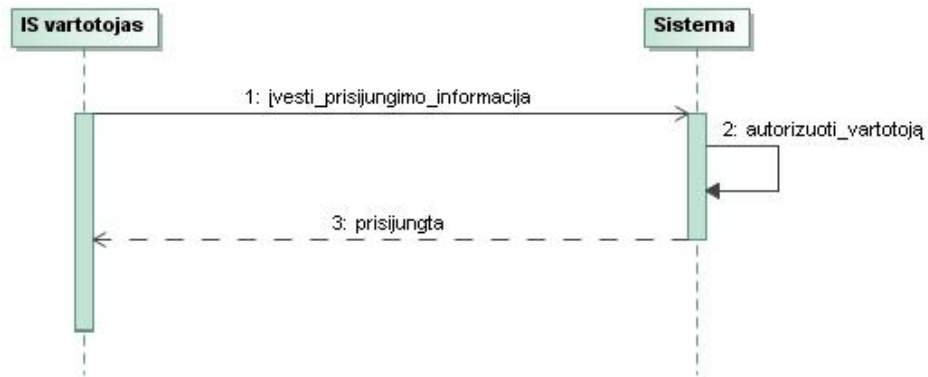 IS vartotojas
Sistema
1: įvesti_prisijungimo_informacija
2: autorizuoti_vartotoją
3: prisijungta